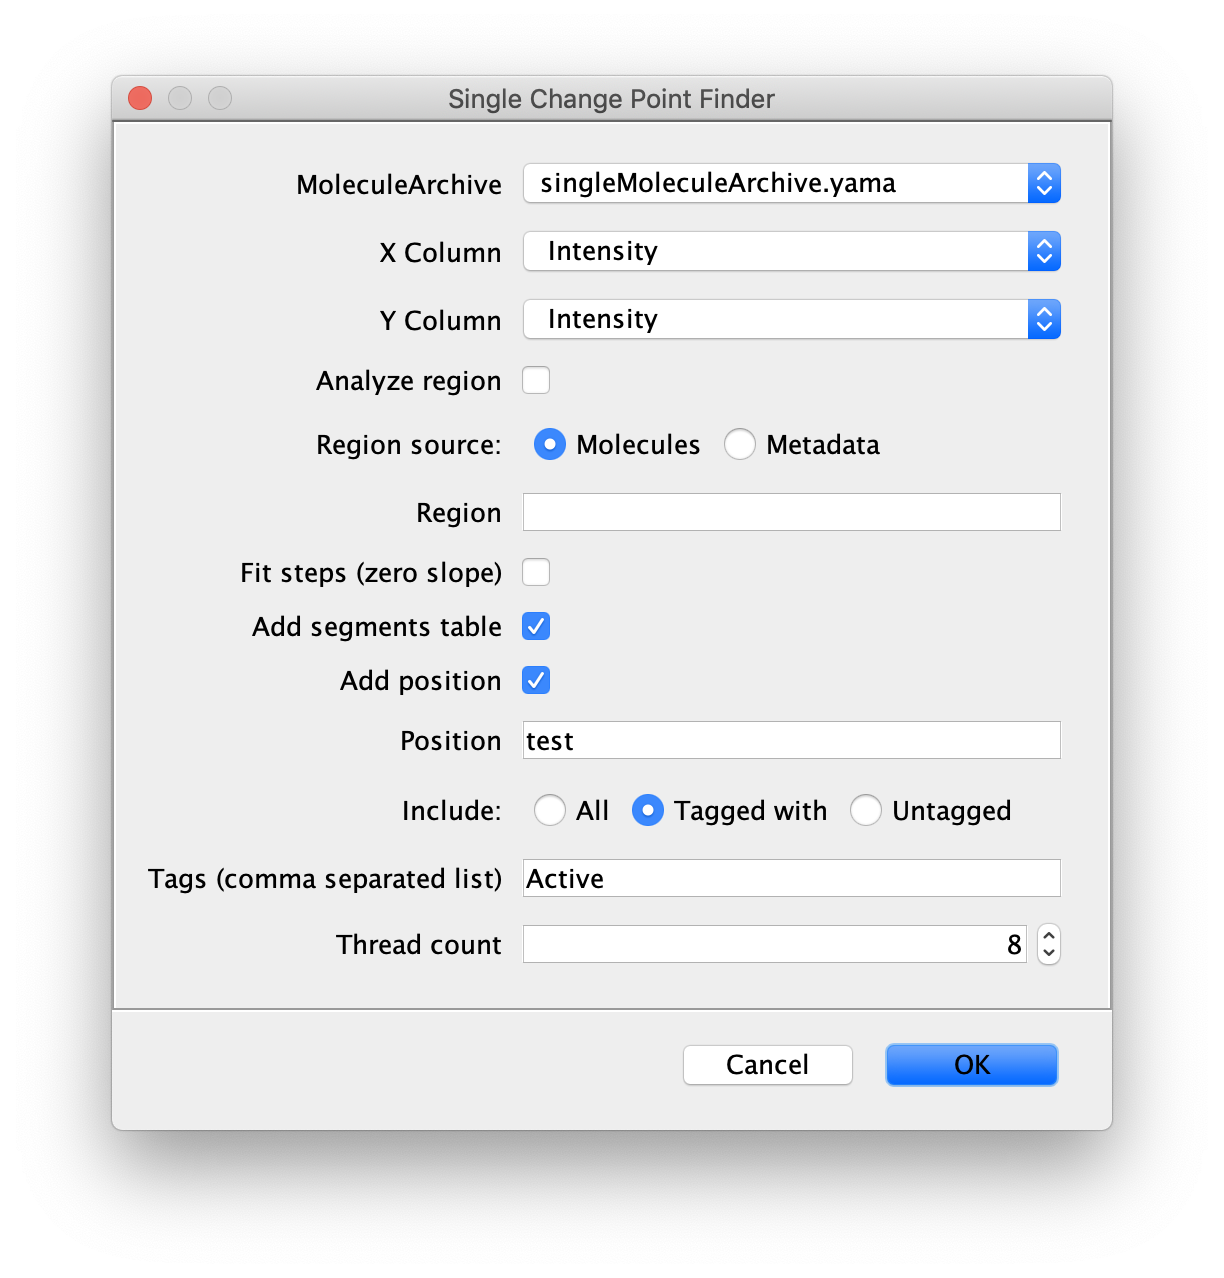 Single Change Point Finder
MoleculeArchive singleMoleculeArchive.yama
X Column Intensity
Y Column Intensity
Analyze region
Region source: Molecules Metadata
Region
Fit steps (zero slope)
Add segments table
Add position
Position test
Include: All Tagged with Untagged
Tags (comma separated list) Active
Thread count 8
Cancel OK